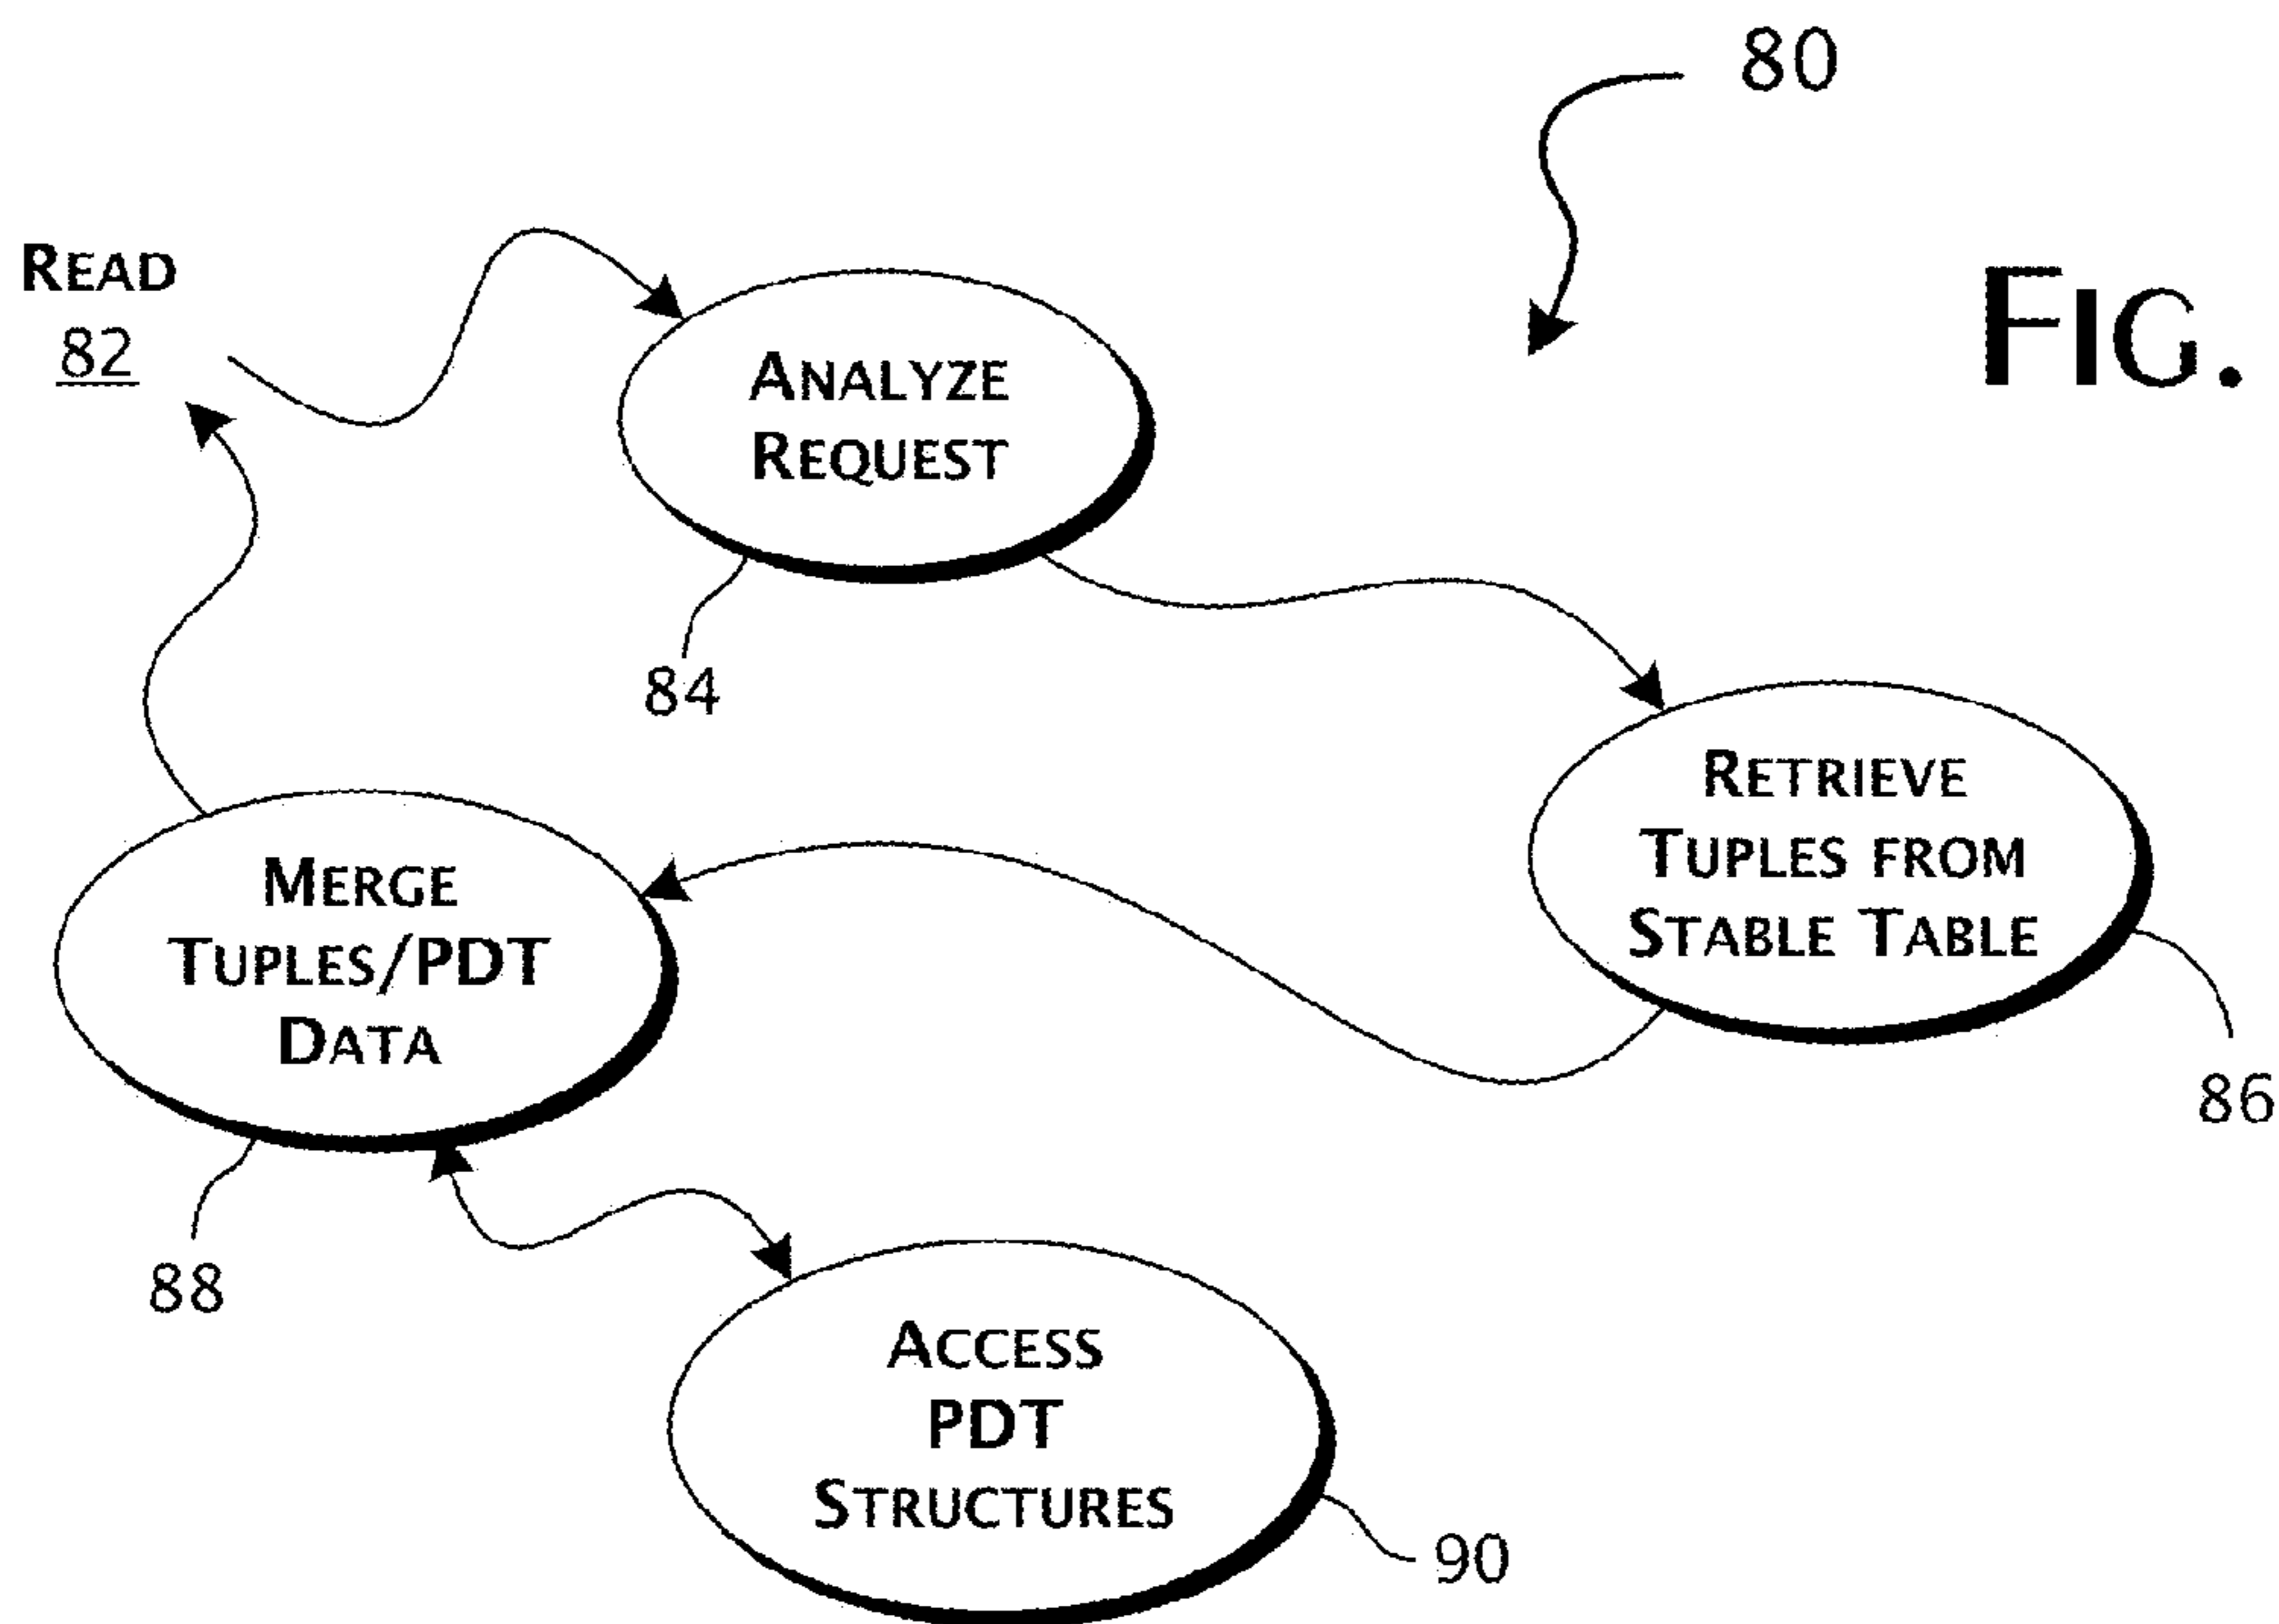 80
FIG.
READ
82
ANALYZE
REQUEST
84
RETRIEVE
TUPLES FROM
STABLE TABLE
86
MERGE
TUPLES/PDT
DATA
88
ACCESS
PDT
STRUCTURES
90